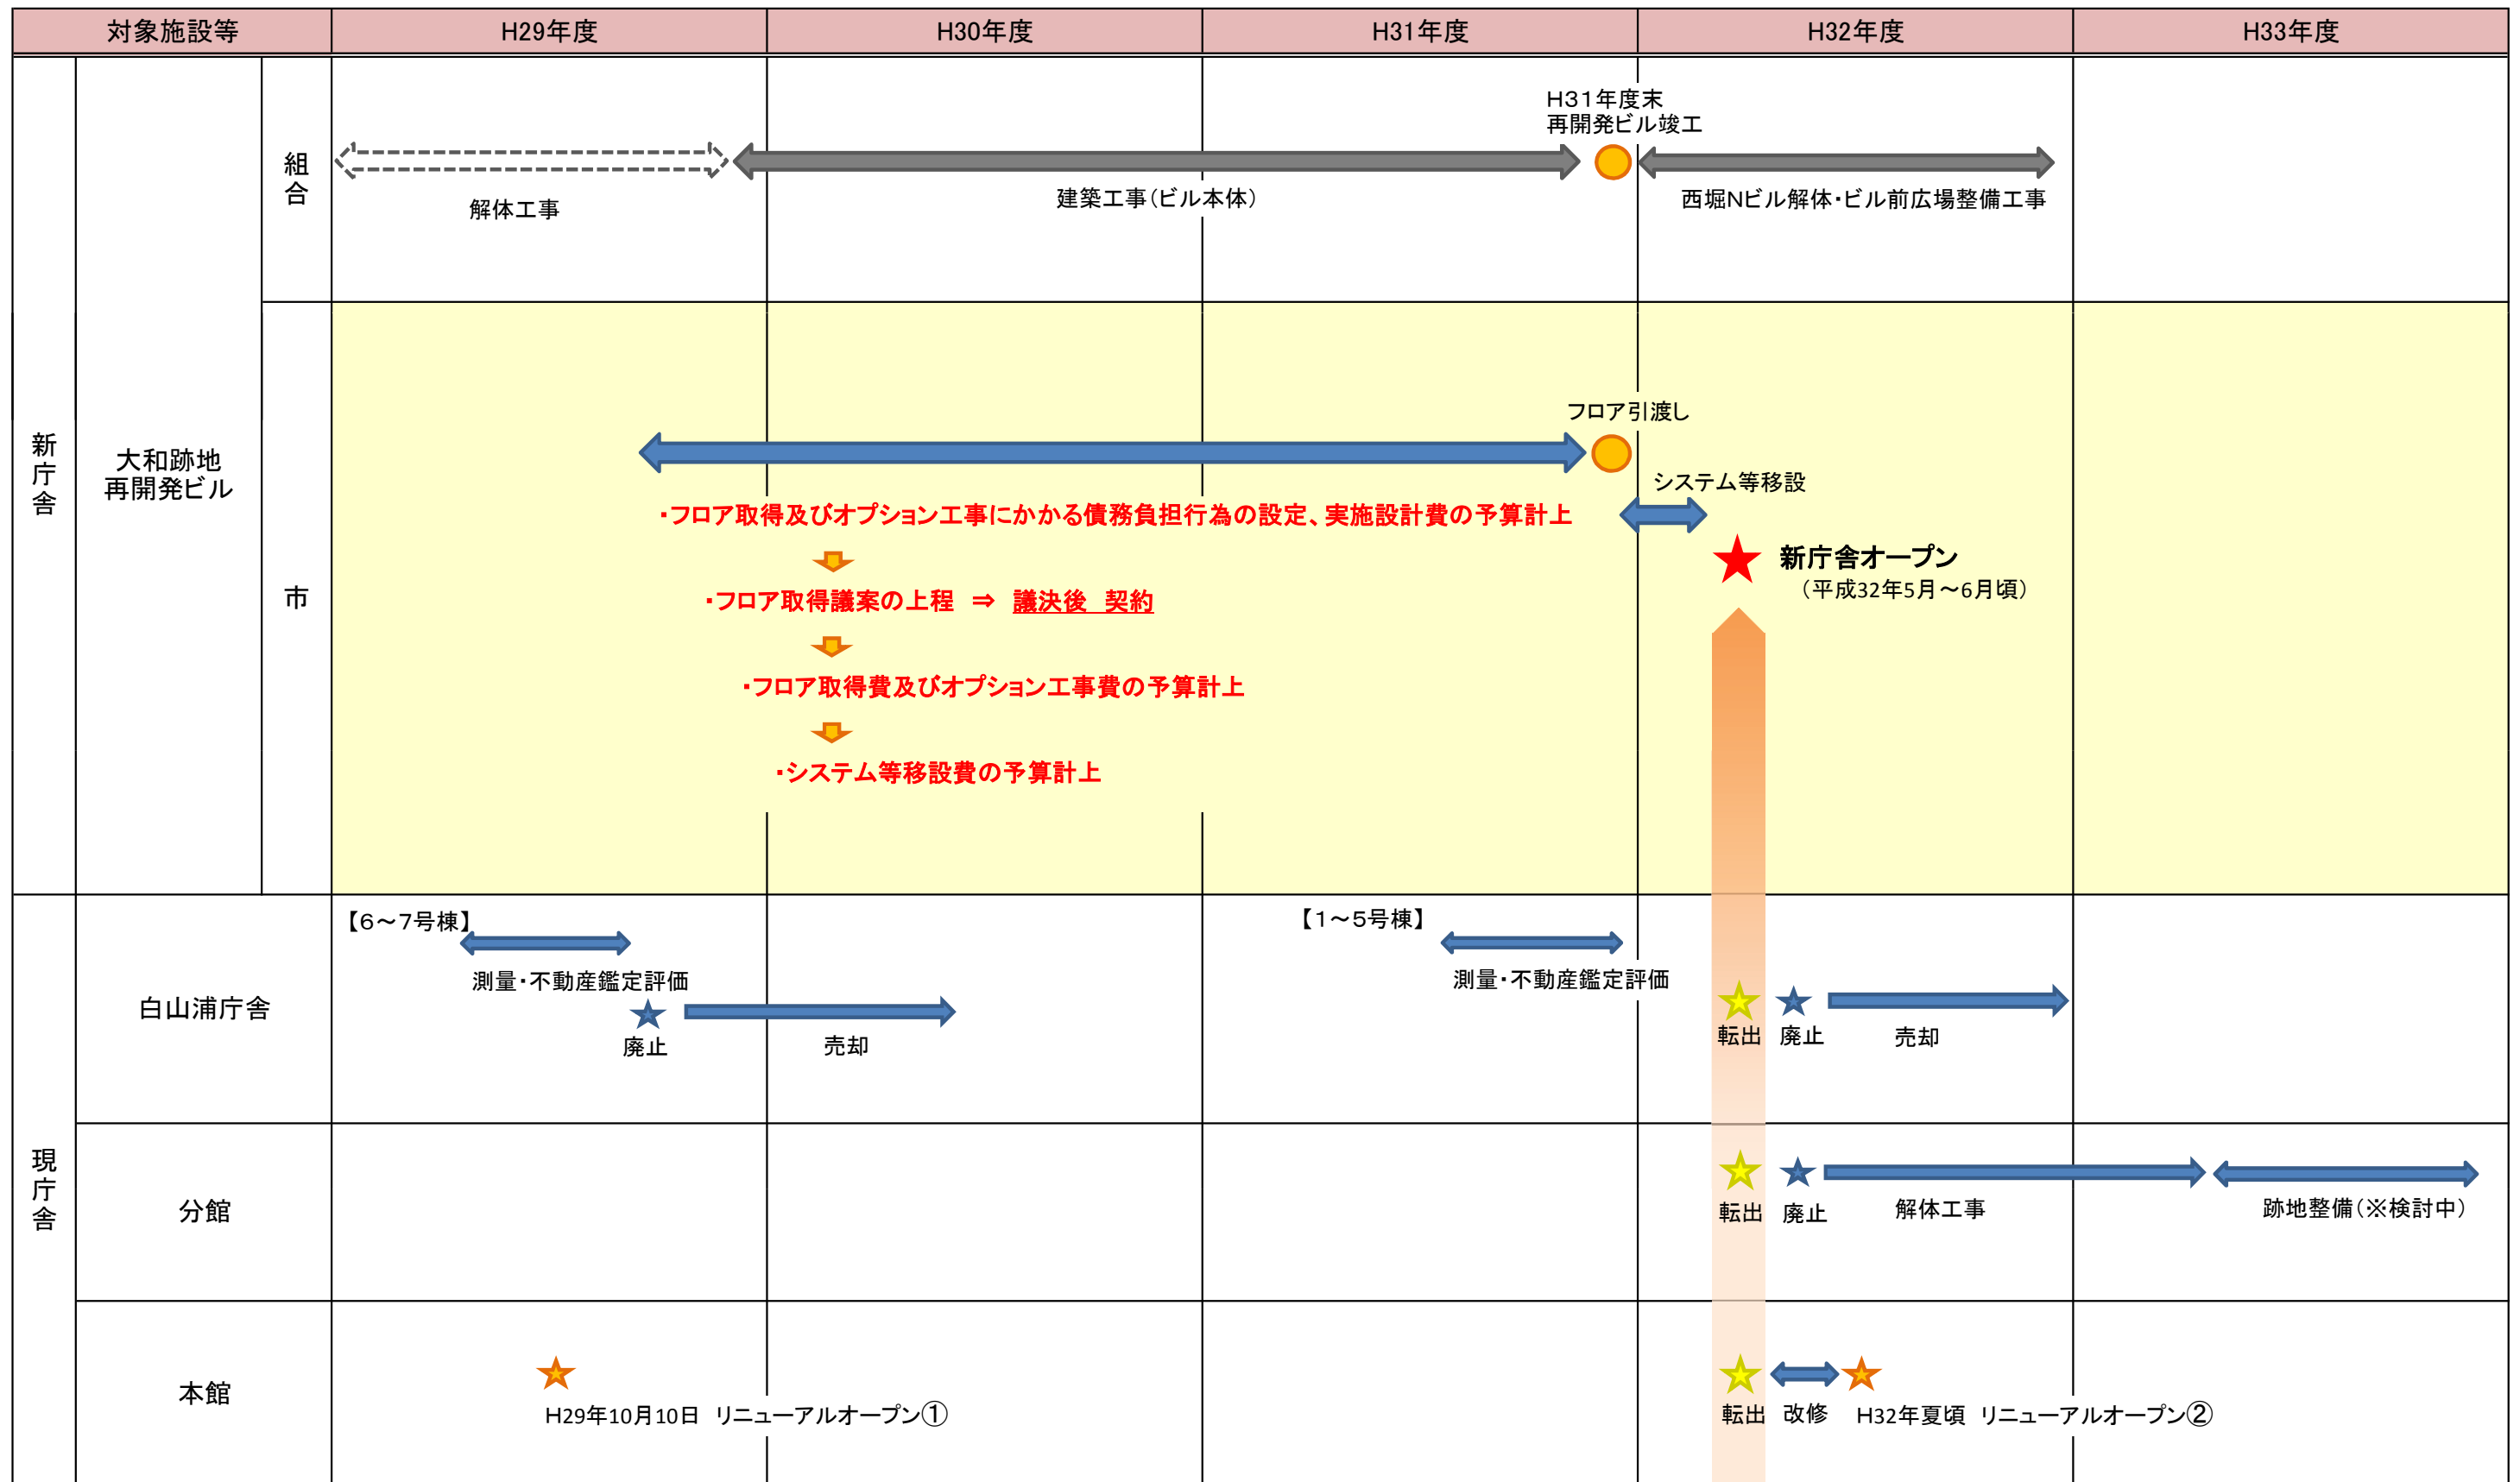 対象施設等
H29年度
H30年度
H31年度
H32年度
H33年度
新庁舎
大和跡地
再開発ビル
組合
解体工事
建築工事(ビル本体)
H31年度末
再開発ビル竣工
西堀Nビル解体・ビル前広場整備工事
市
フロア引渡し
システム等移設
・フロア取得及びオプション工事にかかる債務負担行為の設定、実施設計費の予算計上
新庁舎オープン
(平成32年5月~6月頃)
・フロア取得議案の上程 ⇒ 議決後 契約
・フロア取得費及びオプション工事費の予算計上
・システム等移設費の予算計上
現庁舎
白山浦庁舎
【6~7号棟】
測量・不動産鑑定評価
廃止
売却
【1~5号棟】
測量・不動産鑑定評価
転出
廃止
売却
分館
転出
廃止
解体工事
跡地整備(※検討中)
本館
H29年10月10日 リニューアルオープン①
転出
改修
H32年夏頃 リニューアルオープン②